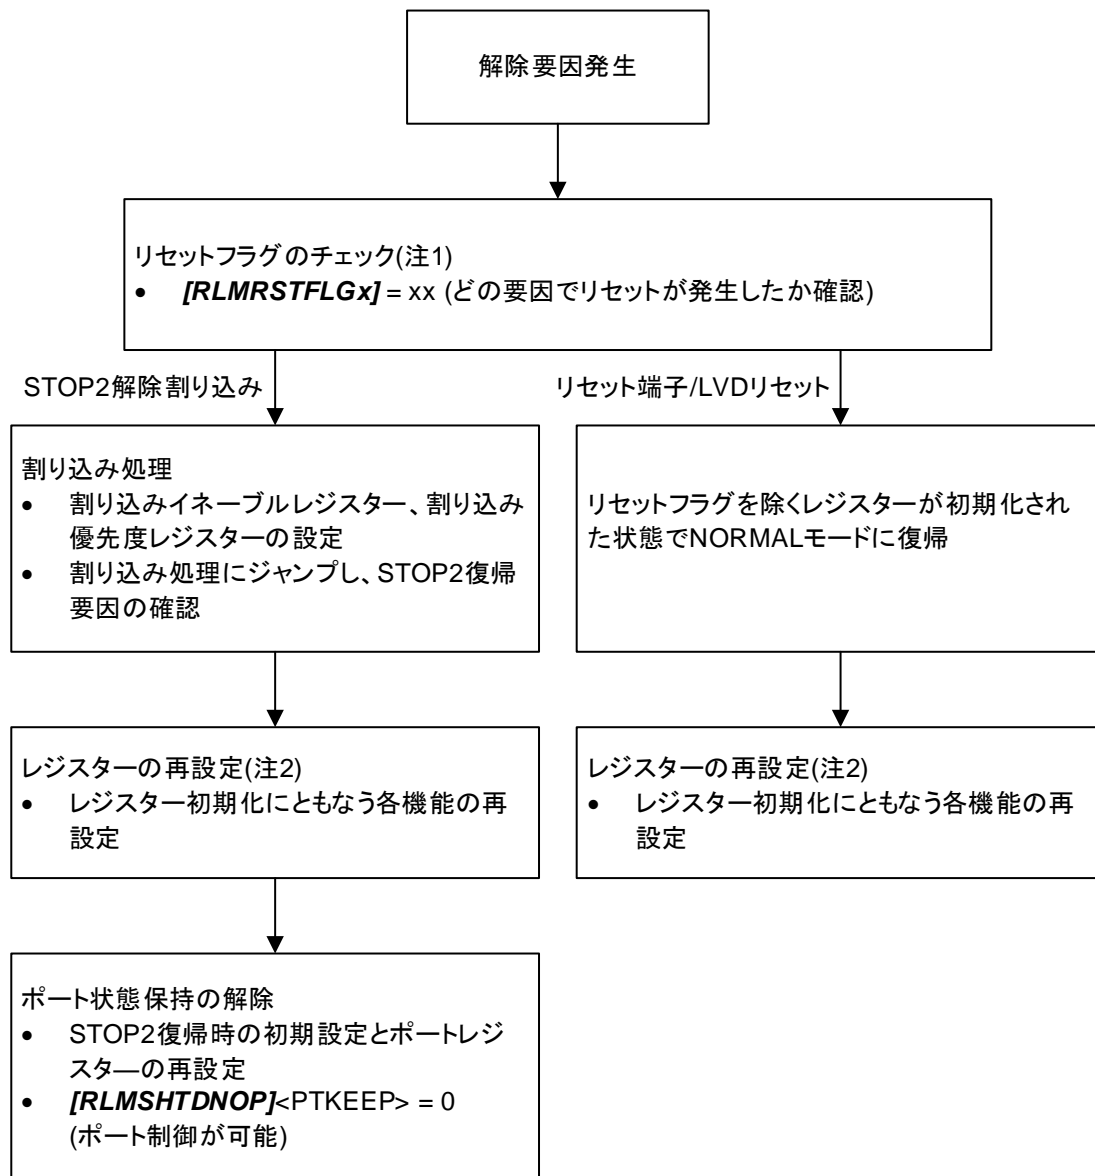 解除要因発生
リセットフラグのチェック(注1)
• [RLMRSTFLGx] = xx (どの要因でリセットが発生したか確認)
STOP2解除割り込み
リセット端子/LVDリセット
割り込み処理
• 割り込みイネーブルレジスター、割り込み
優先度レジスターの設定
• 割り込み処理にジャンプし、STOP2復帰
要因の確認
リセットフラグを除くレジスターが初期化され
た状態でNORMALモードに復帰
レジスターの再設定(注2)
• レジスター初期化にともなう各機能の再
設定
レジスターの再設定(注2)
• レジスター初期化にともなう各機能の再
設定
ポート状態保持の解除
• STOP2復帰時の初期設定とポートレジ
スタ―の再設定
• [RLMSHTDNOP]<PTKEEP> = 0
(ポート制御が可能)